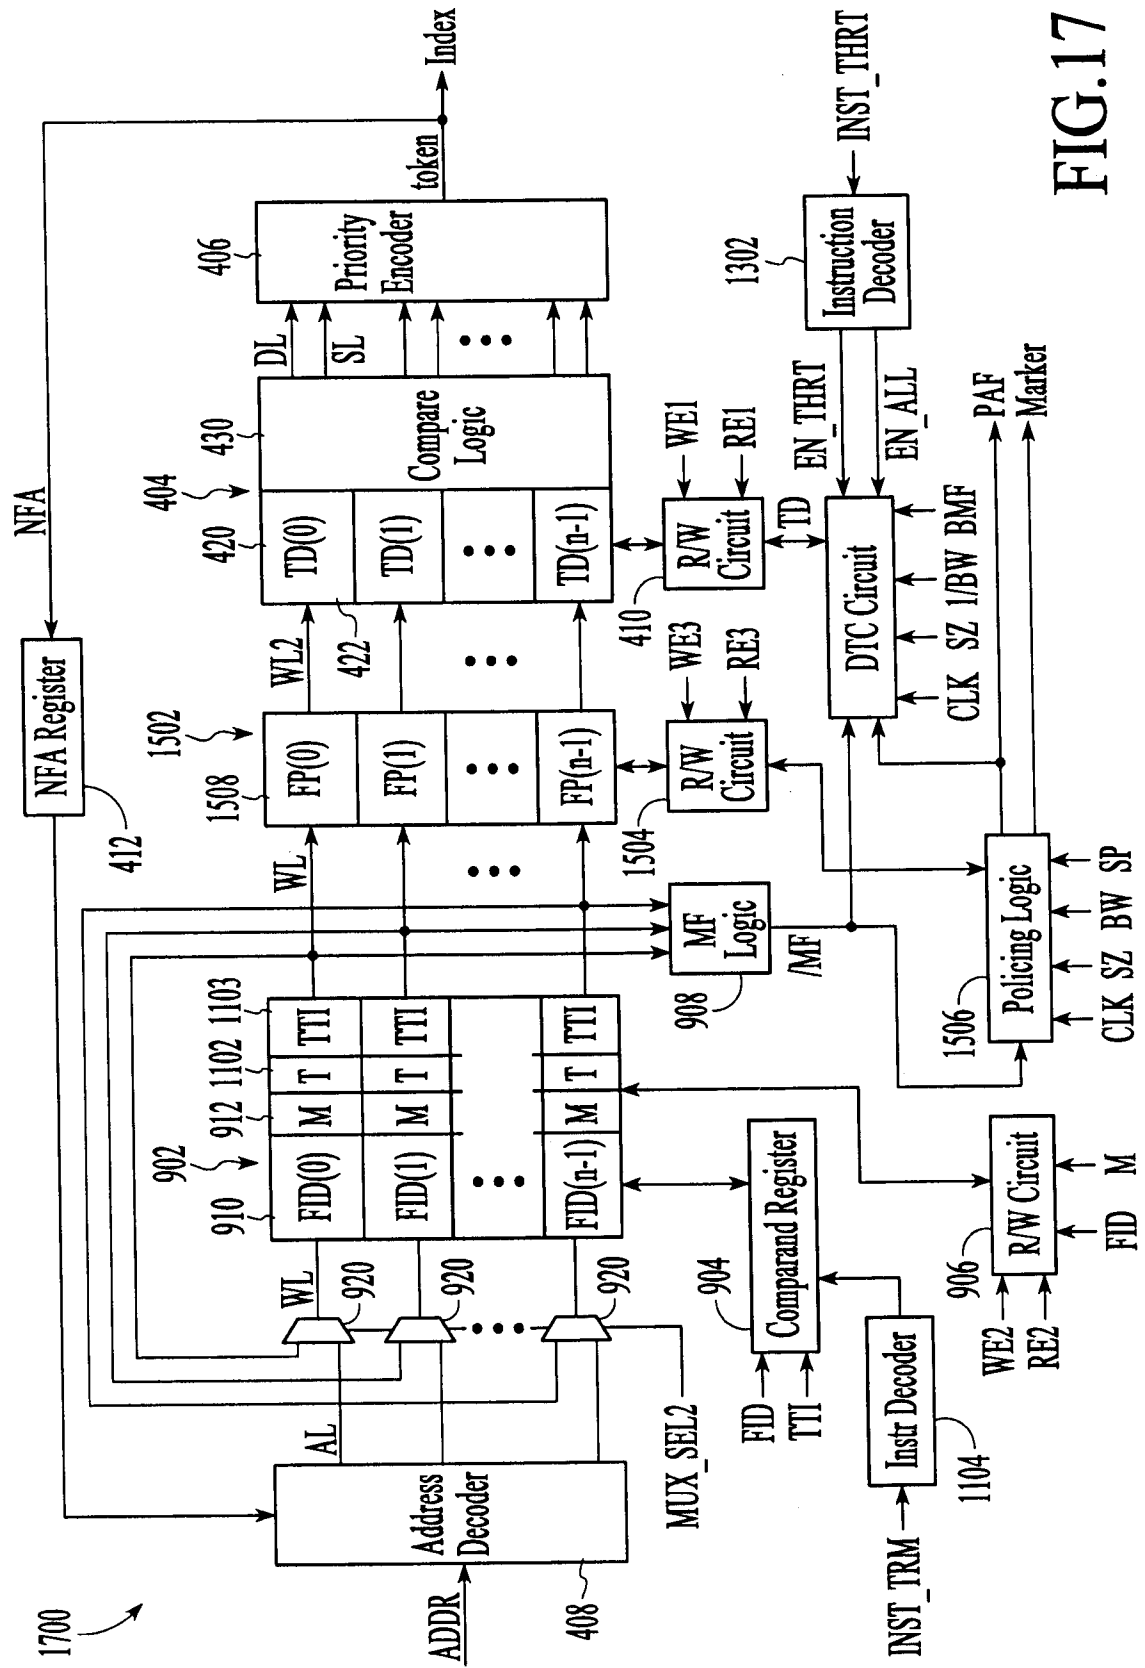 1700
NFA
NFA Register
412
902
910
912
1102
1103
1502
1508
404
420
430
406
ADDR
Address
Decoder
408
AL
WL
920
920
920
MUX_SEL2
FID(0)
M
T
TTI
FID(1)
M
T
TTI
FID(n-1)
M
T
TTI
WL
FP(0)
FP(1)
FP(n-1)
WL2
422
TD(0)
TD(1)
TD(n-1)
Compare
Logic
DL
SL
Priority
Encoder
token
Index
FID
TTI
904
Comparand Register
INST_TRM
Instr Decoder
1104
WE2
RE2
906
R/W Circuit
FID
M
908
MF
Logic
/MF
1504
R/W
Circuit
WE3
RE3
410
R/W
Circuit
WE1
RE1
TD
1506
Policing Logic
CLK
SZ
BW
SP
DTC Circuit
CLK
SZ
1/BW
BMF
EN_THRT
EN_ALL
1302
Instruction
Decoder
INST_THRT
PAF
Marker
FIG.17